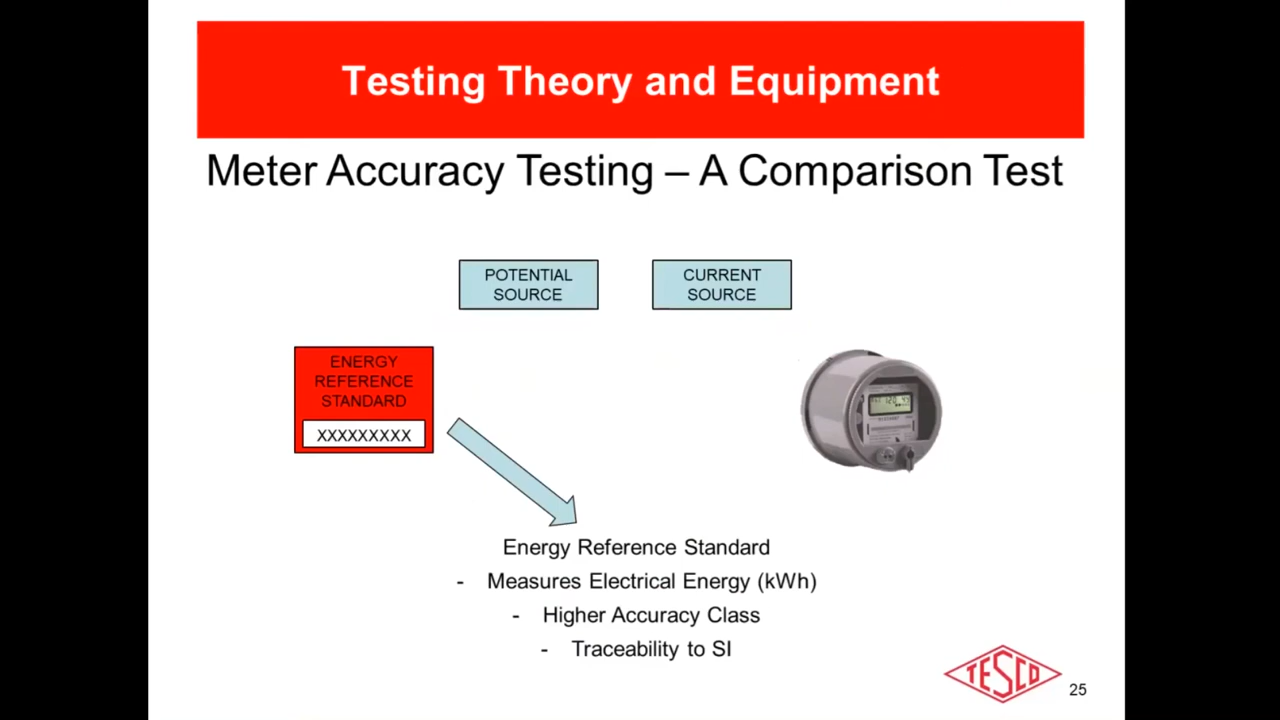 Testing Theory and Equipment
Meter Accuracy Testing – A Comparison Test
POTENTIAL
SOURCE
CURRENT
SOURCE
ENERGY
REFERENCE
STANDARD
XXXXXXXXX
Energy Reference Standard
- Measures Electrical Energy (kWh)
- Higher Accuracy Class
- Traceability to SI
TESCO
25